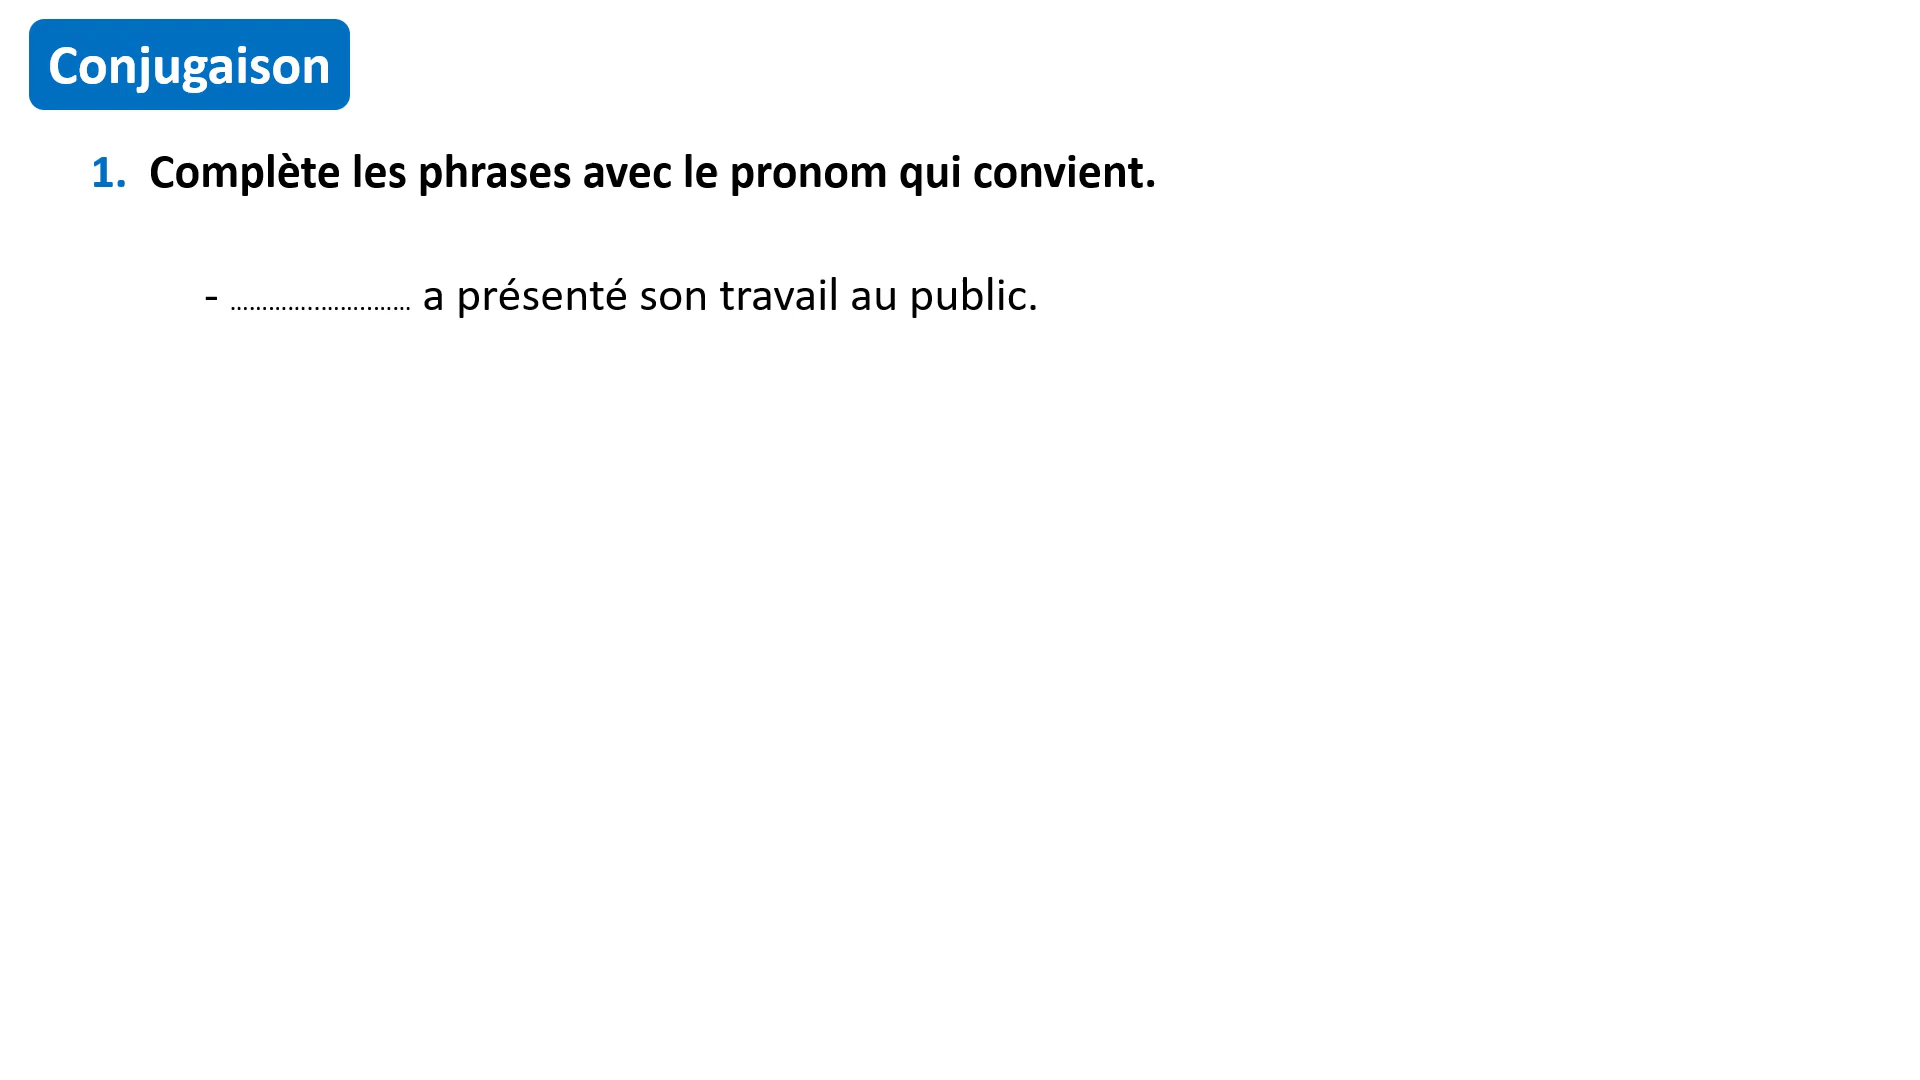 Conjugaison
1. Complète les phrases avec le pronom qui convient.
- ………….…….…… a présenté son travail au public.